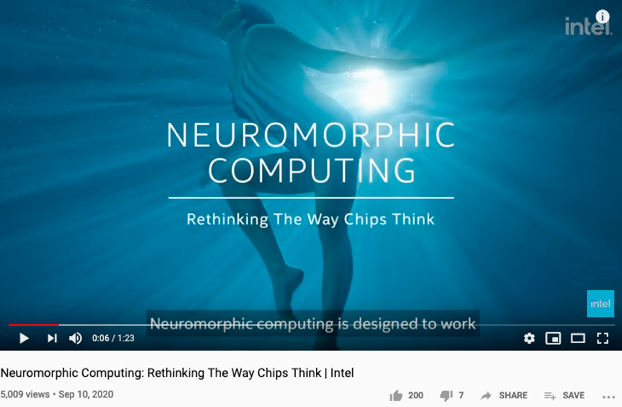 intel.
NEUROMORPHIC
COMPUTING
Rethinking The Way Chips Think
intel
Neuromorphic computing is designed to work
0:06 / 1:23
Neuromorphic Computing: Rethinking The Way Chips Think | Intel
5,009 views • Sep 10, 2020
200 7 SHARE SAVE